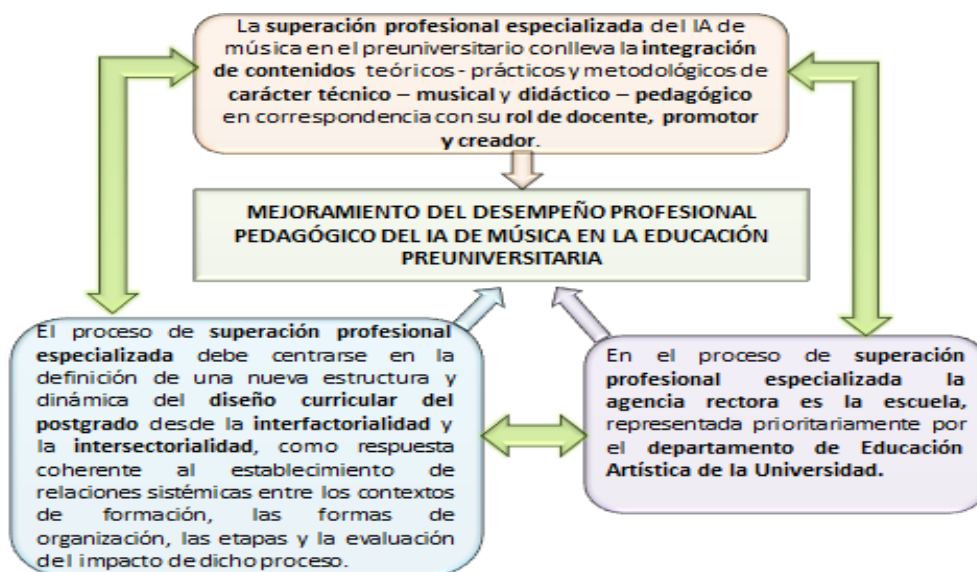 La superación profesional especializada del IA de
música en el preuniversitario conlleva la integración
de contenidos teóricos - prácticos y metodológicos de
carácter técnico – musical y didáctico – pedagógico
en correspondencia con su rol de docente, promotor
y creador.
MEJORAMIENTO DEL DESEMPEÑO PROFESIONAL
PEDAGÓGICO DEL IA DE MÚSICA EN LA EDUCACIÓN
PREUNIVERSITARIA
El proceso de superación profesional
especializada debe centrarse en la
definición de una nueva estructura y
dinámica del diseño curricular del
postgrado desde la interfactorialidad y
la intersectorialidad, como respuesta
coherente al establecimiento de
relaciones sistémicas entre los contextos
de formación, las formas de
organización, las etapas y la evaluación
del impacto de dicho proceso.
En el proceso de superación
profesional especializada la
agencia rectora es la escuela,
representada prioritariamente por
el departamento de Educación
Artística de la Universidad.